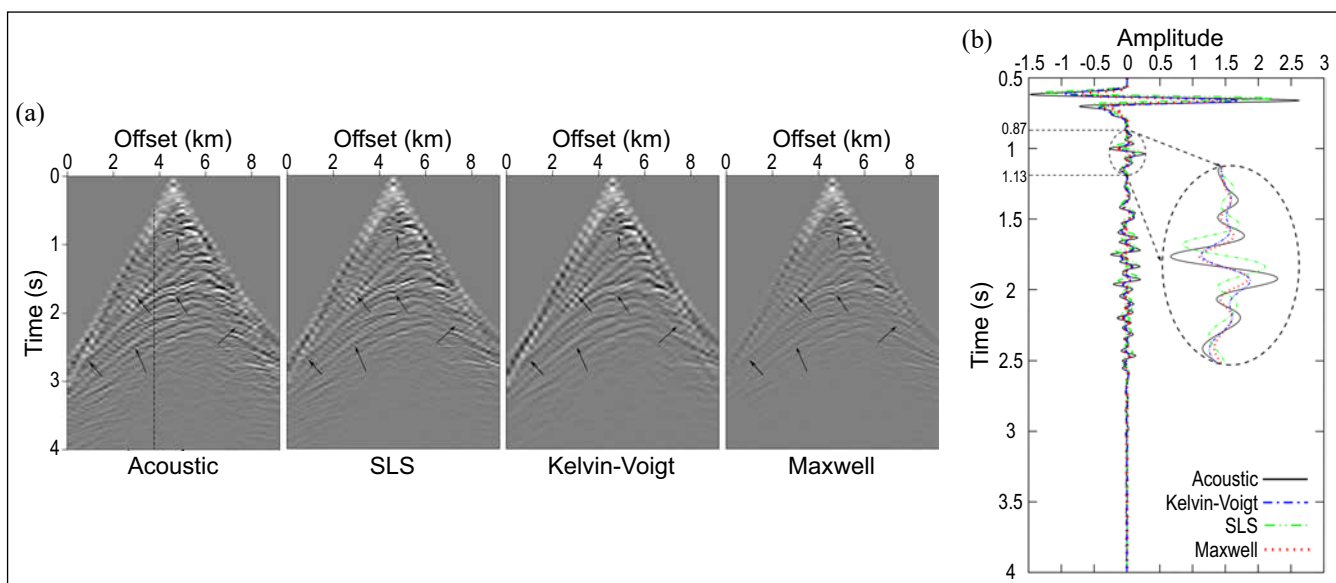 (a)
Offset (km)
0 2 4 6 8
Offset (km)
0 2 4 6 8
Offset (km)
0 2 4 6 8
Offset (km)
0 2 4 6 8
Time (s)
0
1
2
3
4
Acoustic
SLS
Kelvin-Voigt
Maxwell
(b)
Amplitude
-1.5 -1 -0.5 0 0.5 1 1.5 2 2.5 3
Time (s)
0.5
0.87
1
1.13
1.5
2
2.5
3
3.5
4
Acoustic
Kelvin-Voigt
SLS
Maxwell